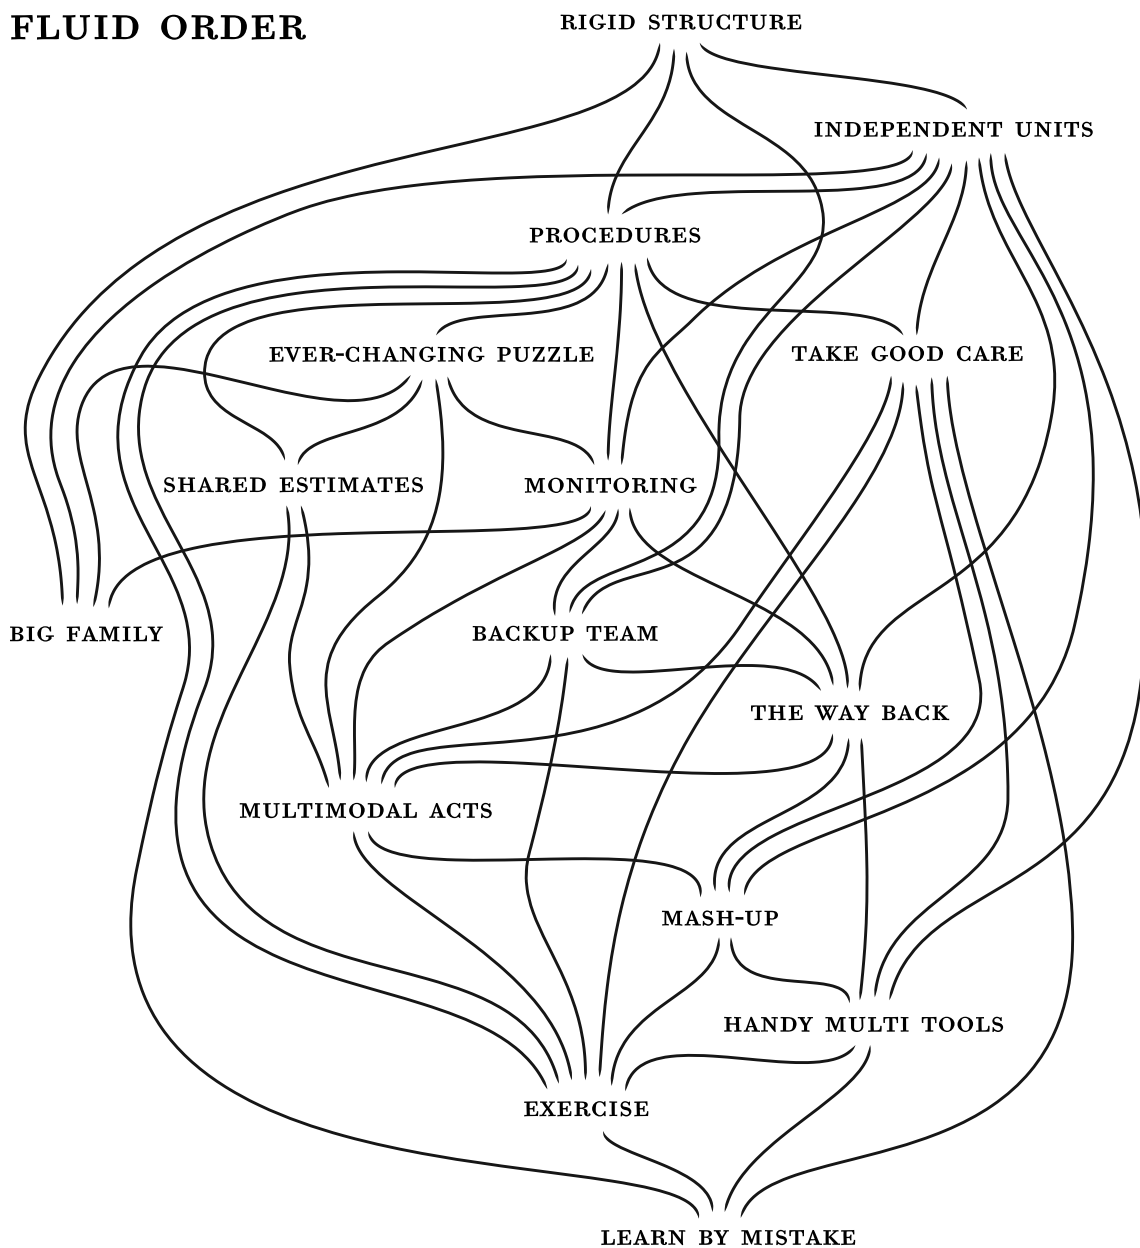 FLUID ORDER
RIGID STRUCTURE
INDEPENDENT UNITS
PROCEDURES
EVER-CHANGING PUZZLE
TAKE GOOD CARE
SHARED ESTIMATES
MONITORING
BIG FAMILY
BACKUP TEAM
THE WAY BACK
MULTIMODAL ACTS
MASH-UP
HANDY MULTI TOOLS
EXERCISE
LEARN BY MISTAKE